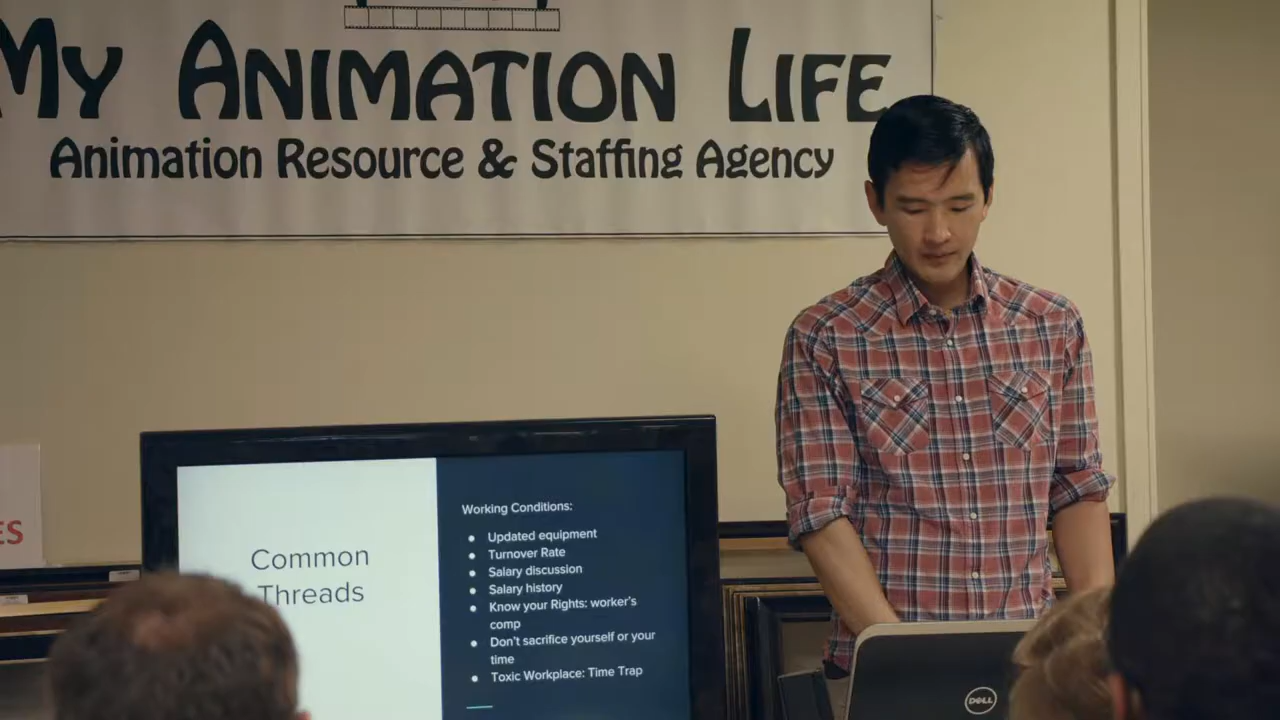 My Animation Life
Animation Resource & Staffing Agency
ES
Common
Threads
Working Conditions:
• Updated equipment
• Turnover Rate
• Salary discussion
• Salary history
• Know your Rights: worker's
comp
• Don't sacrifice yourself or your
time
• Toxic Workplace: Time Trap
DELL